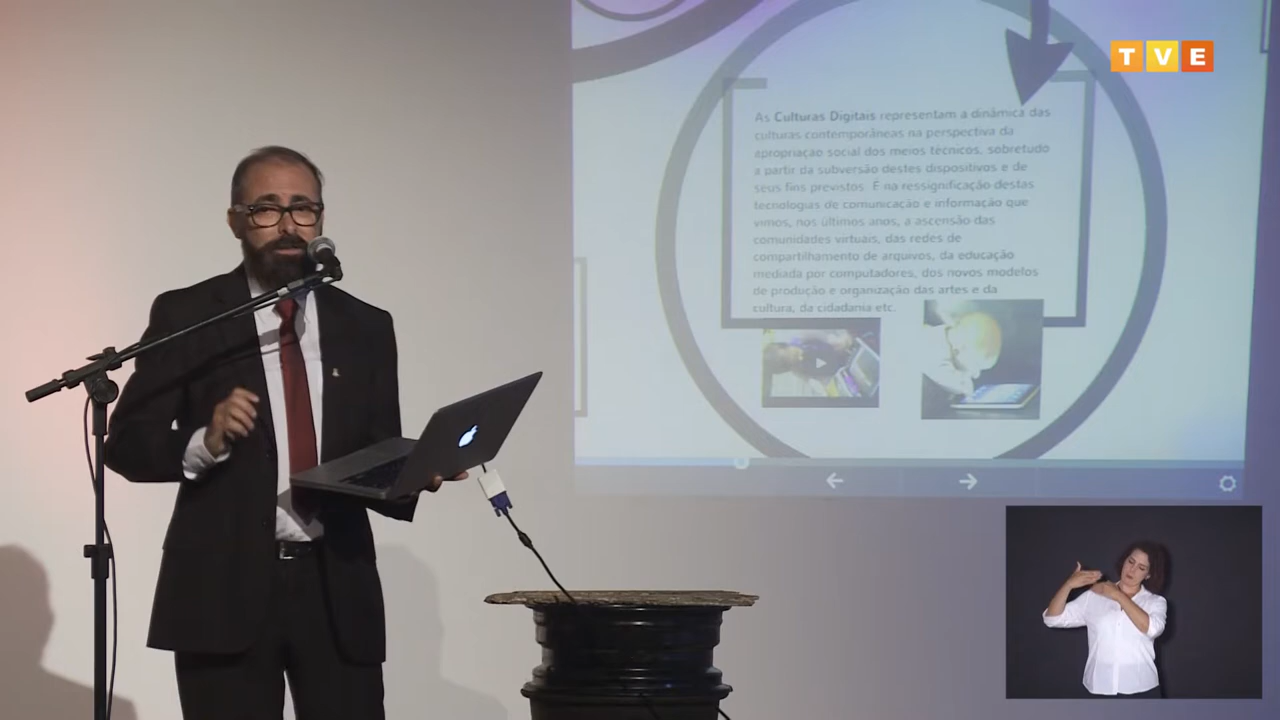 TVE
As Culturas Digitais representam a dinâmica das
culturas contemporâneas na perspectiva da
apropriação social dos meios técnicos, sobretudo
a partir da subversão destes dispositivos e de
seus fins previstos. É na ressignificação destas
tecnologias de comunicação e informação que
vimos, nos últimos anos, a ascensão das
comunidades virtuais, das redes de
compartilhamento de arquivos, da educação
mediada por computadores, dos novos modelos
de produção e organização das artes e da
cultura, da cidadania etc.